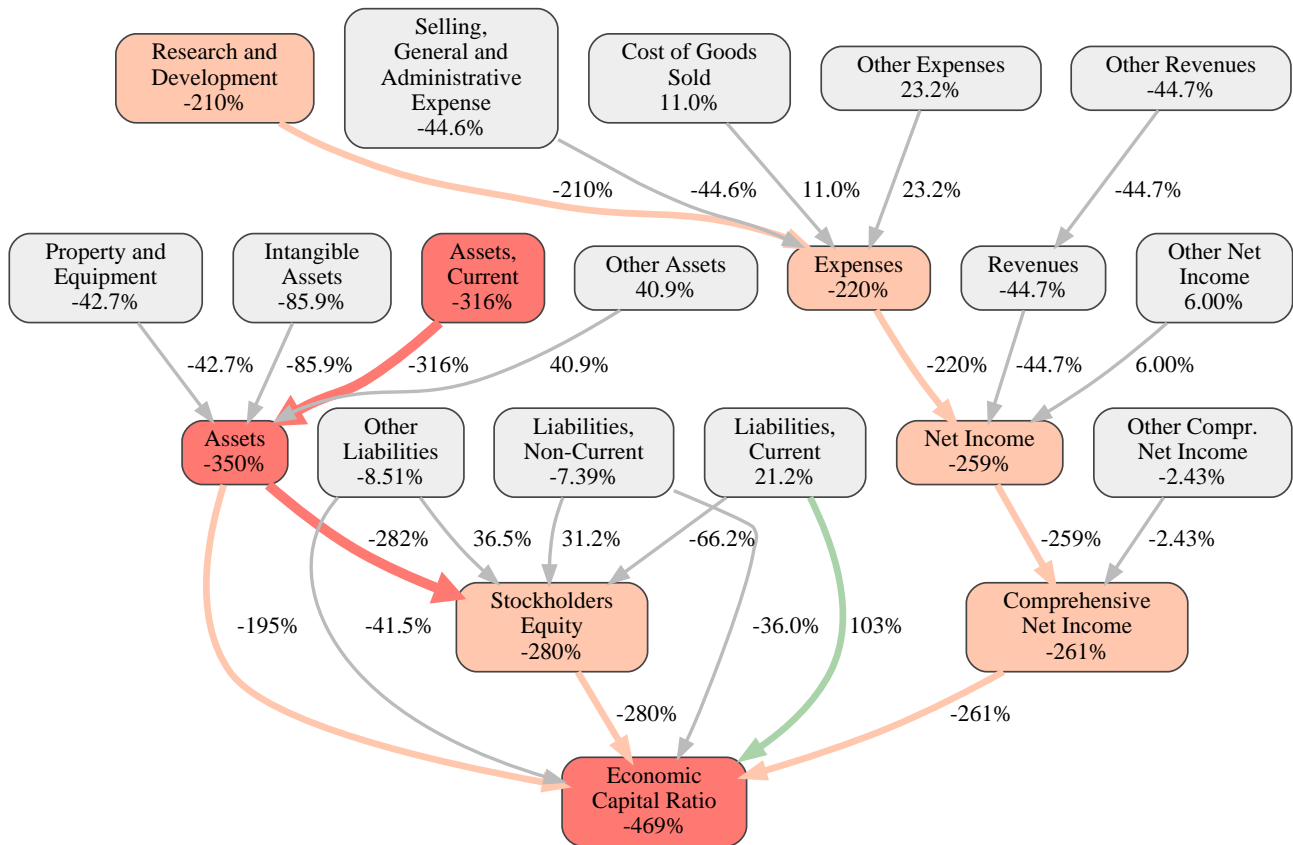 Research and
Development
-210%
Selling,
General and
Administrative
Expense
-44.6%
Cost of Goods
Sold
11.0%
Other Expenses
23.2%
Other Revenues
-44.7%
-210%
-44.6%
11.0%
23.2%
-44.7%
Property and
Equipment
-42.7%
Intangible
Assets
-85.9%
Assets,
Current
-316%
Other Assets
40.9%
Expenses
-220%
Revenues
-44.7%
Other Net
Income
6.00%
-42.7%
-85.9%
-316%
40.9%
-220%
-44.7%
6.00%
Assets
-350%
Other
Liabilities
-8.51%
Liabilities,
Non-Current
-7.39%
Liabilities,
Current
21.2%
Net Income
-259%
Other Compr.
Net Income
-2.43%
-282%
36.5%
31.2%
-66.2%
-259%
-2.43%
Stockholders
Equity
-280%
Comprehensive
Net Income
-261%
-195%
-41.5%
-36.0%
103%
-280%
-261%
Economic
Capital Ratio
-469%